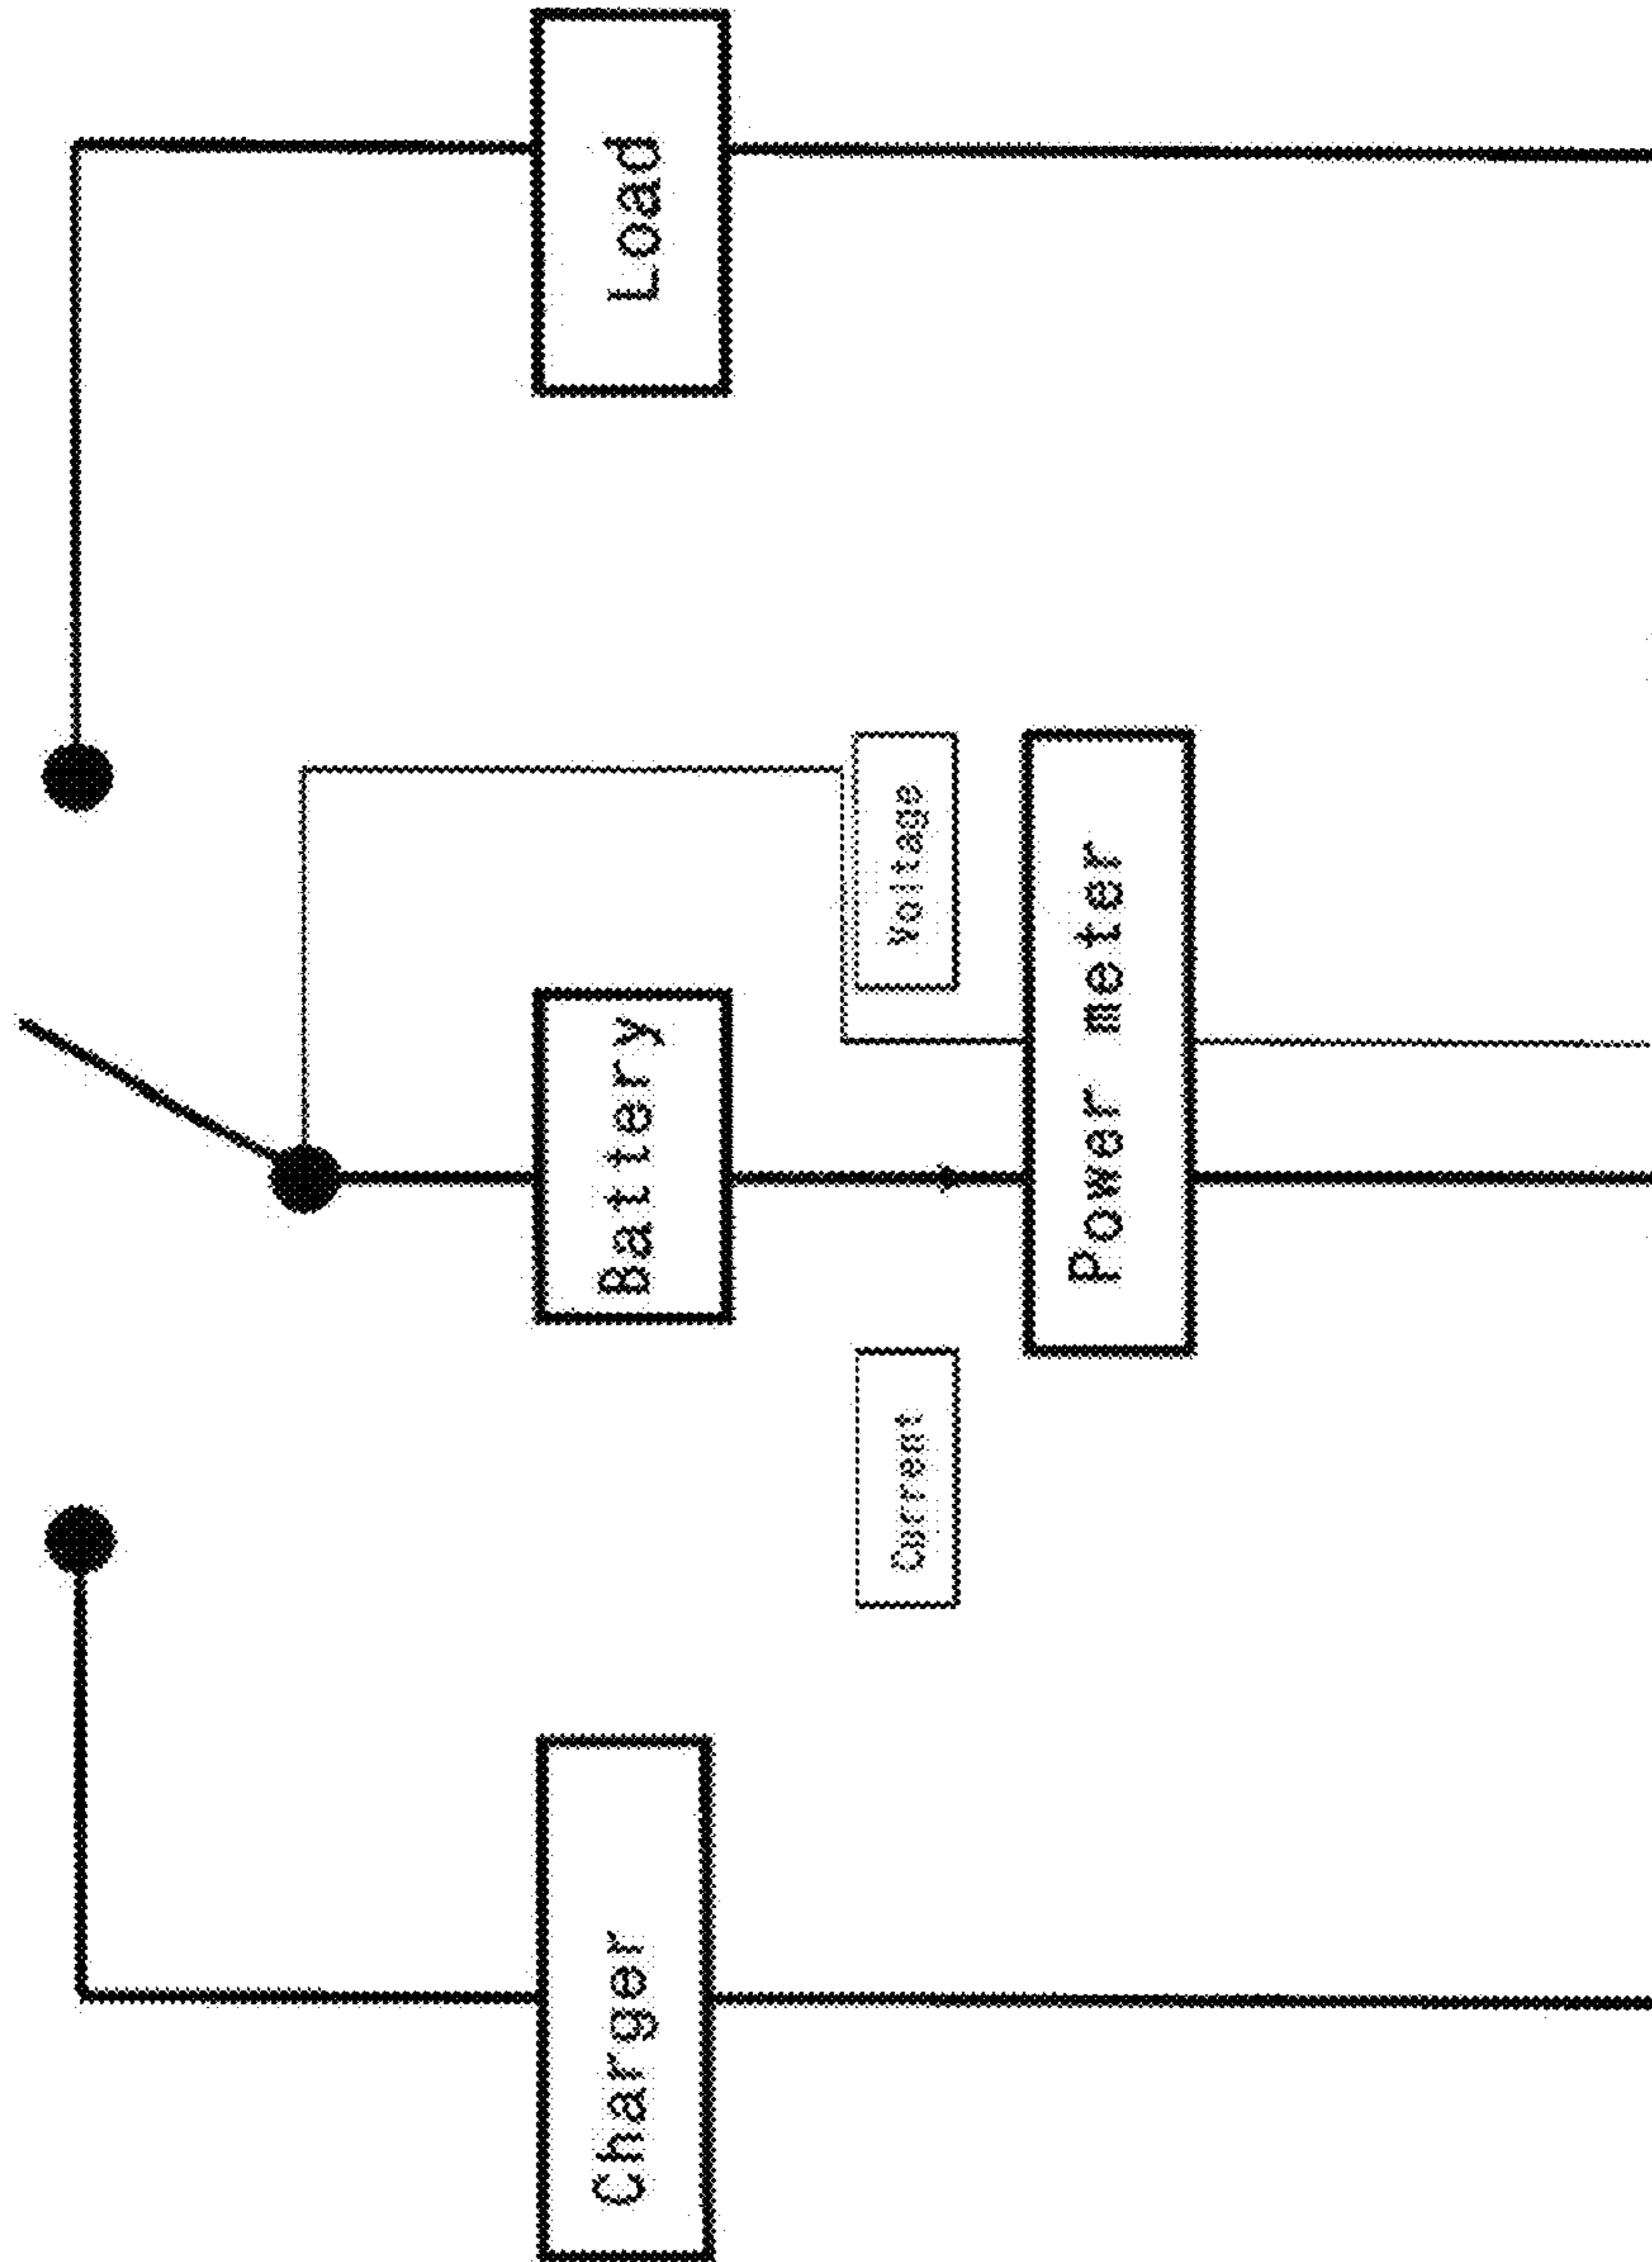 Charger
Battery
Load
Current
Voltage
Power meter